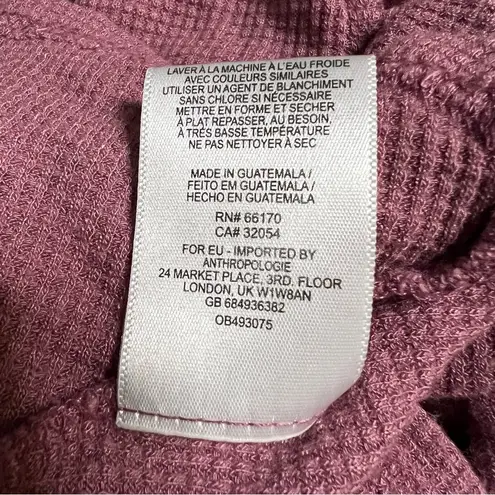 LAVER À LA MACHINE À L'EAU FROIDE
AVEC COULEURS SIMILAIRES
UTILISER UN AGENT DE BLANCHIMENT
SANS CHLORE SI NÉCESSAIRE
METTRE EN FORME ET SECHER
À PLAT REPASSER, AU BESOIN,
À TRÉS BASSE TEMPÉRATURE
NE PAS NETTOYER À SEC
MADE IN GUATEMALA /
FEITO EM GUATEMALA /
HECHO EN GUATEMALA
RN# 66170
CA# 32054
FOR EU - IMPORTED BY
ANTHROPOLOGIE
24 MARKET PLACE, 3RD. FLOOR
LONDON, UK W1W8AN
GB 684936382
OB493075